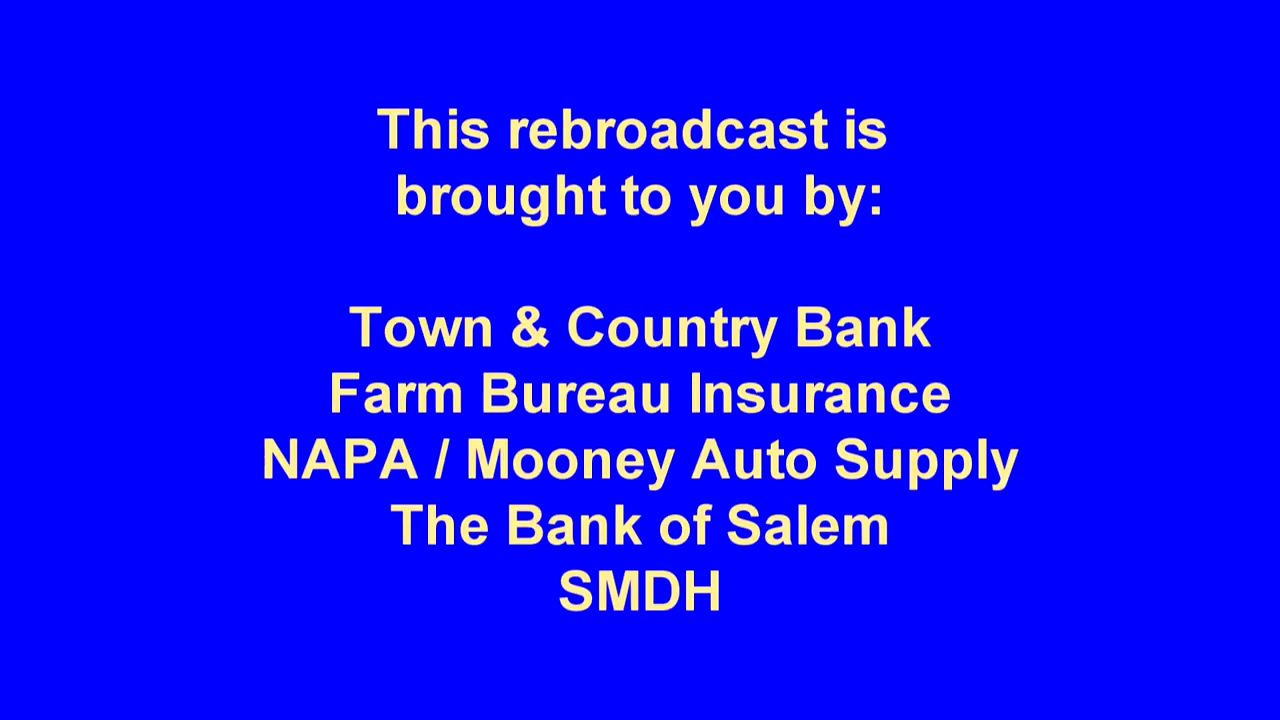 This rebroadcast is
brought to you by:
Town & Country Bank
Farm Bureau Insurance
NAPA / Mooney Auto Supply
The Bank of Salem
SMDH